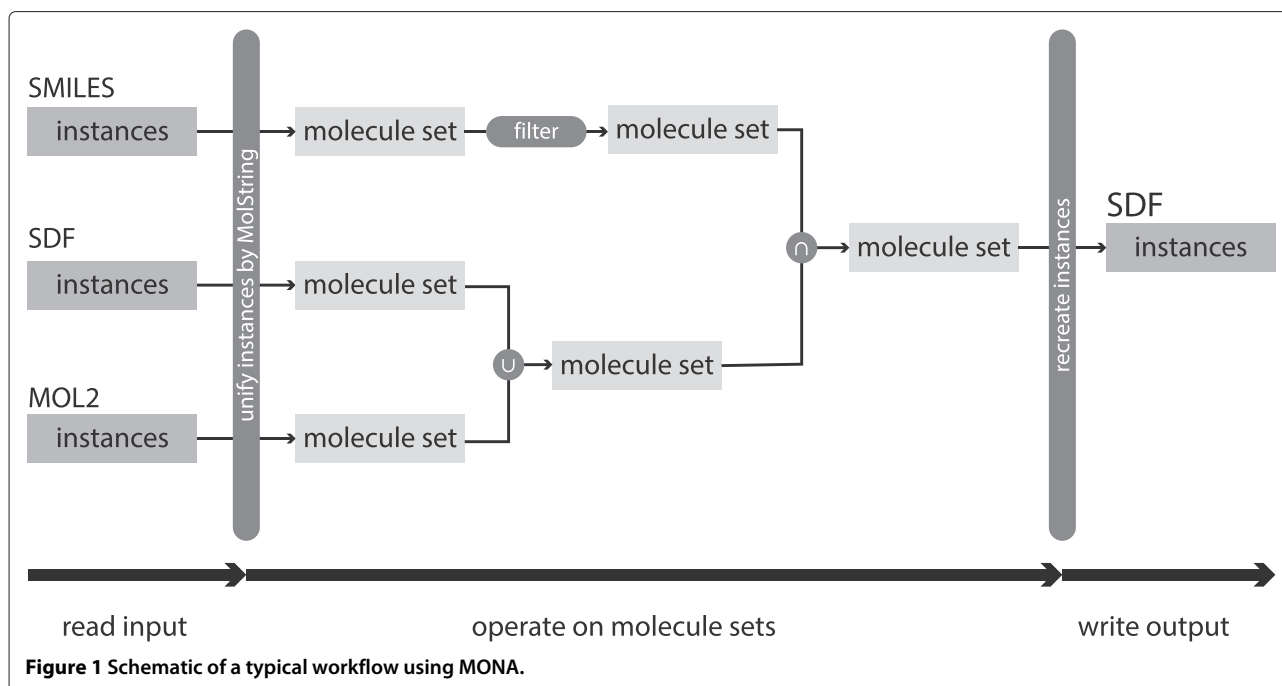 SMILES
instances
molecule set
filter
molecule set
SDF
instances
molecule set
MOL2
instances
molecule set
unify instances by MolString
∪
molecule set
∩
molecule set
recreate instances
SDF
instances
read input
operate on molecule sets
write output
Figure 1 Schematic of a typical workflow using MONA.